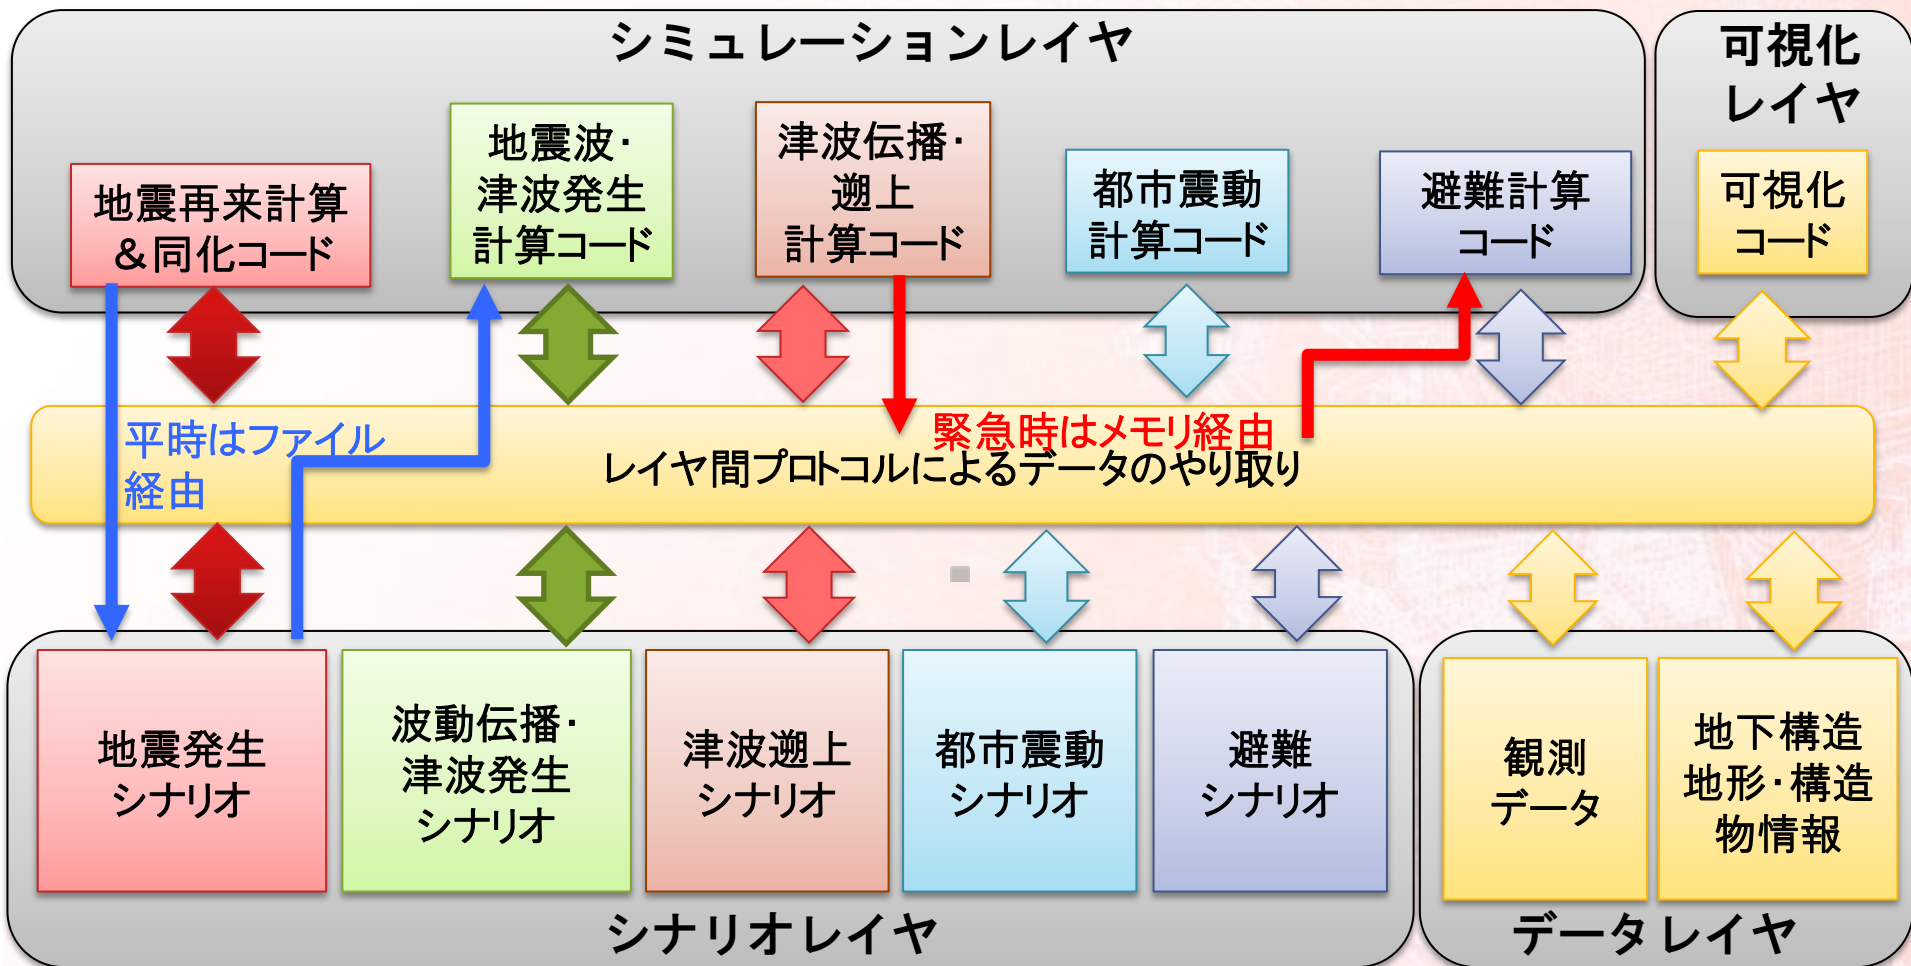 シミュレーションレイヤ
可視化
レイヤ
地震再来計算
＆同化コード
地震波・
津波発生
計算コード
津波伝播・
遡上
計算コード
都市震動
計算コード
避難計算
コード
可視化
コード
平時はファイル
経由
緊急時はメモリ経由
レイヤ間プロトコルによるデータのやり取り
地震発生
シナリオ
波動伝播・
津波発生
シナリオ
津波遡上
シナリオ
都市震動
シナリオ
避難
シナリオ
観測
データ
地下構造
地形・構造
物情報
シナリオレイヤ
データレイヤ